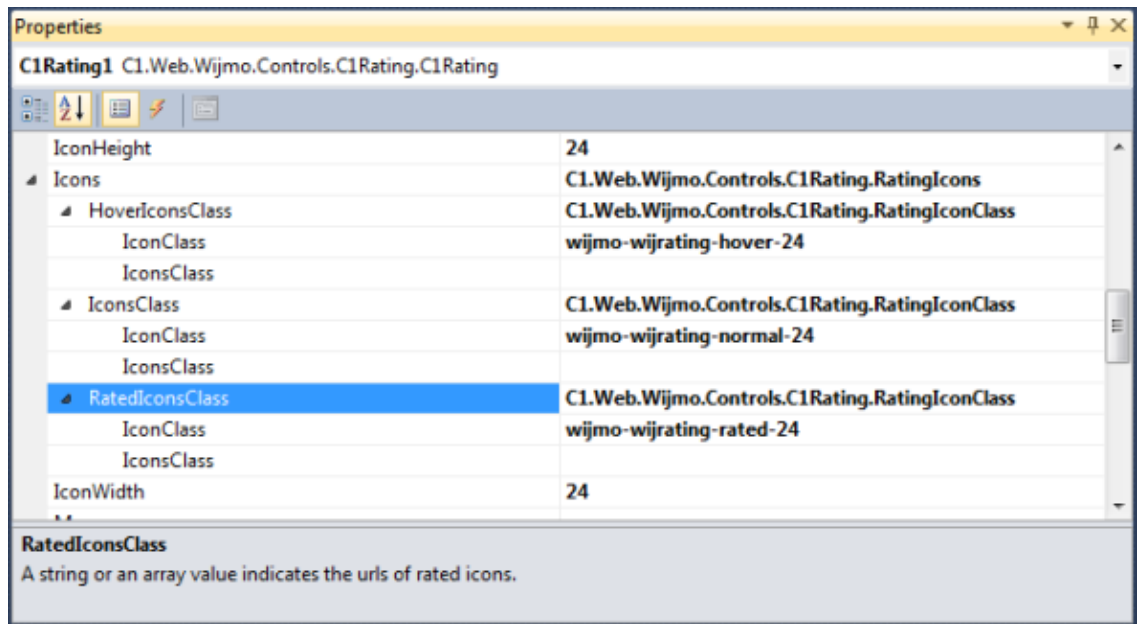 Properties
C1Rating1 C1.Web.Wijmo.Controls.C1Rating.C1Rating
IconHeight 24
Icons C1.Web.Wijmo.Controls.C1Rating.RatingIcons
HoverIconsClass C1.Web.Wijmo.Controls.C1Rating.RatingIconClass
IconClass wijmo-wijrating-hover-24
IconsClass
IconsClass C1.Web.Wijmo.Controls.C1Rating.RatingIconClass
IconClass wijmo-wijrating-normal-24
IconsClass
RatedIconsClass C1.Web.Wijmo.Controls.C1Rating.RatingIconClass
IconClass wijmo-wijrating-rated-24
IconsClass
IconWidth 24
RatedIconsClass
A string or an array value indicates the urls of rated icons.